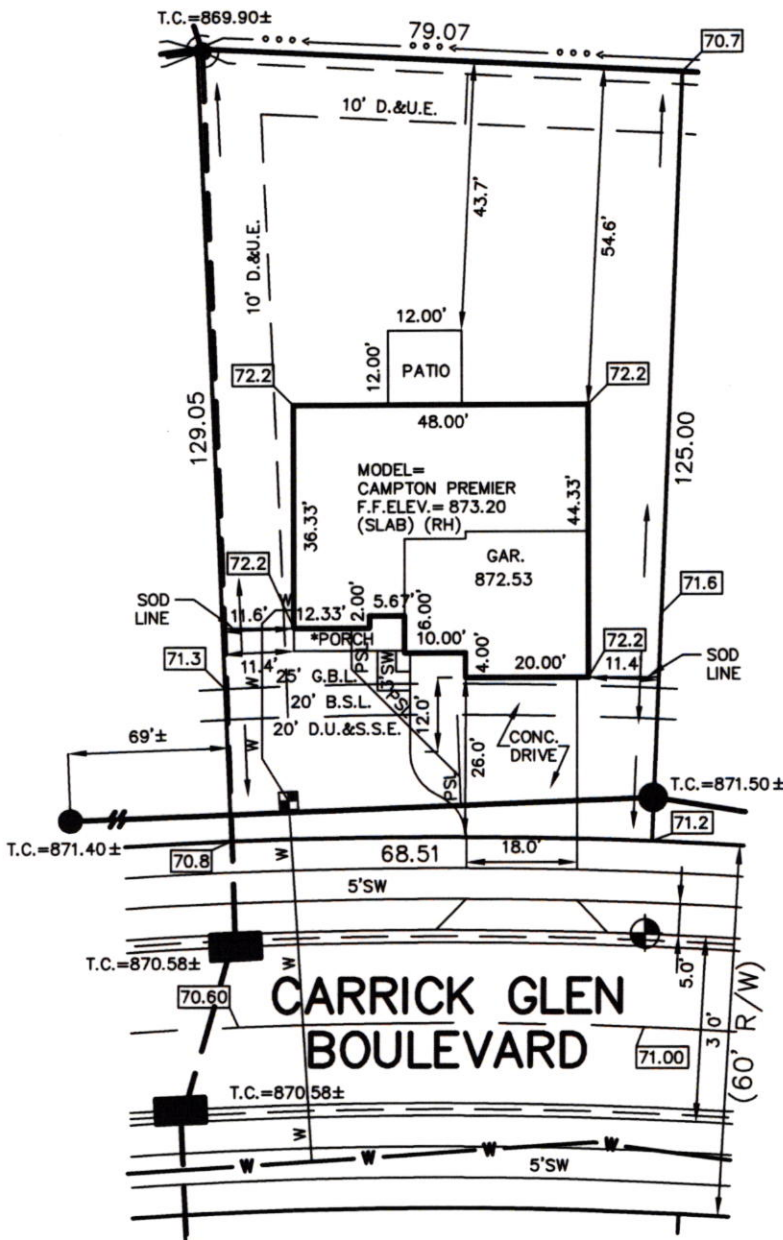 T.C.=869.90±
79.07
70.7
10' D.&U.E.
43.7'
54.6'
10' D.&U.E.
12.00'
12.00'
PATIO
72.2
72.2
48.00'
129.05
125.00
MODEL=
CAMPTON PREMIER
F.F.ELEV.= 873.20
(SLAB) (RH)
36.33'
44.33'
GAR.
872.53
72.2
SOD
LINE
11.6'
W
12.33'
2.00'
5.67'
6.00'
71.6
*PORCH
PSL
3'SW
10.00'
4.00'
20.00'
72.2
11.4
SOD
LINE
71.3
11.4'
W
25' G.B.L.
PSL
20' B.S.L.
20' D.U.&S.S.E.
W
12.0'
26.0'
CONC.
DRIVE
69'±
PSL
T.C.=871.50±
T.C.=871.40±
70.8
68.51
18.0'
71.2
5'SW
W
T.C.=870.58±
W
5.0'
70.60
CARRICK GLEN
BOULEVARD
71.00
(60' R/W)
T.C.=870.58±
W
W
W
W
W
5'SW